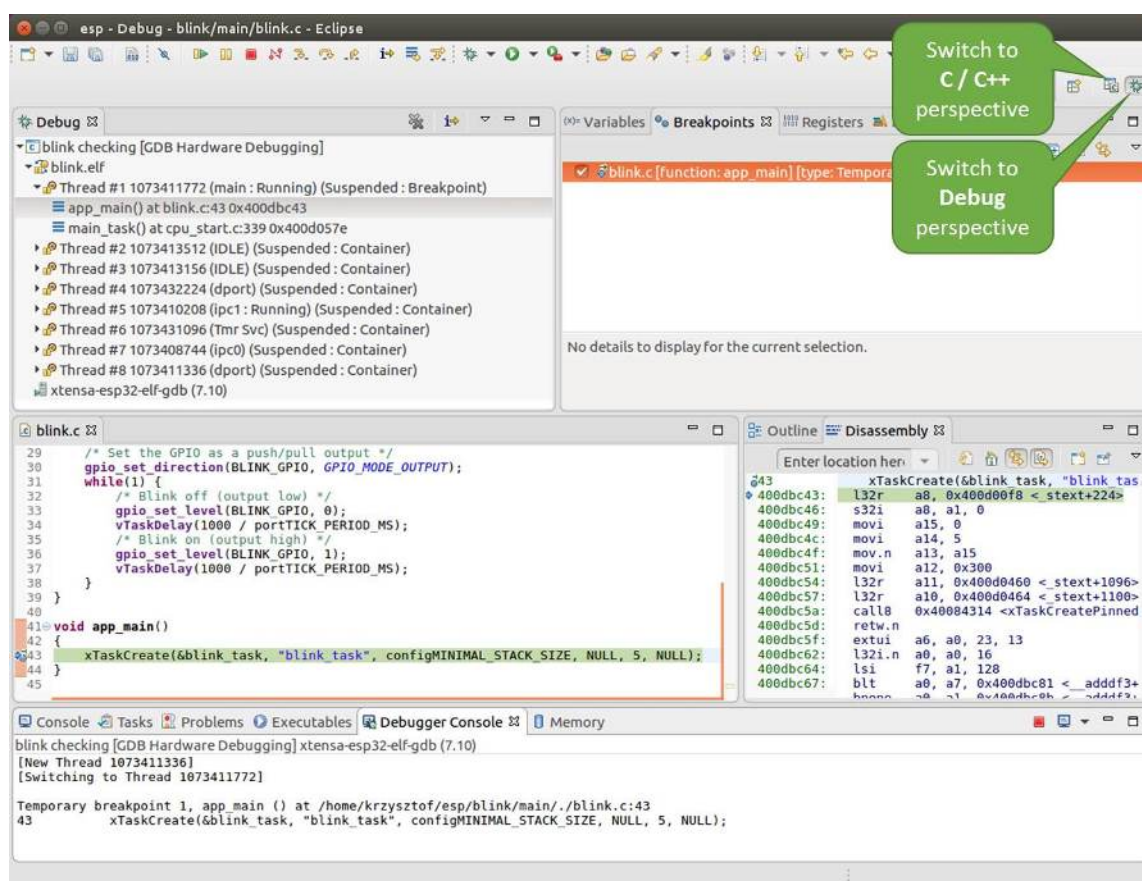 esp - Debug - blink/main/blink.c - Eclipse
Switch to
C / C++
perspective
Switch to
Debug
perspective
Debug
blink checking [GDB Hardware Debugging]
blink.elf
Thread #1 1073411772 (main : Running) (Suspended : Breakpoint)
app_main() at blink.c:43 0x400dbc43
main_task() at cpu_start.c:339 0x400d057e
Thread #2 1073413512 (IDLE) (Suspended : Container)
Thread #3 1073413156 (IDLE) (Suspended : Container)
Thread #4 1073432224 (dport) (Suspended : Container)
Thread #5 1073410208 (ipc1 : Running) (Suspended : Container)
Thread #6 1073431096 (Tmr Svc) (Suspended : Container)
Thread #7 1073408744 (ipc0) (Suspended : Container)
Thread #8 1073411336 (dport) (Suspended : Container)
xtensa-esp32-elf-gdb (7.10)
(x)= Variables Breakpoints Registers
blink.c [function: app_main] [type: Tempora
No details to display for the current selection.
blink.c
29 /* Set the GPIO as a push/pull output */
30 gpio_set_direction(BLINK_GPIO, GPIO_MODE_OUTPUT);
31 while(1) {
32 /* Blink off (output low) */
33 gpio_set_level(BLINK_GPIO, 0);
34 vTaskDelay(1000 / portTICK_PERIOD_MS);
35 /* Blink on (output high) */
36 gpio_set_level(BLINK_GPIO, 1);
37 vTaskDelay(1000 / portTICK_PERIOD_MS);
38 }
39 }
40
41 void app_main()
42 {
43 xTaskCreate(&blink_task, "blink_task", configMINIMAL_STACK_SIZE, NULL, 5, NULL);
44 }
45
Outline Disassembly
Enter location her
43 xTaskCreate(&blink_task, "blink_tas
400dbc43: l32r a8, 0x400d00f8 <_stext+224>
400dbc46: s32i a8, a1, 0
400dbc49: movi a15, 0
400dbc4c: movi a14, 5
400dbc4f: mov.n a13, a15
400dbc51: movi a12, 0x300
400dbc54: l32r a11, 0x400d0460 <_stext+1096>
400dbc57: l32r a10, 0x400d0464 <_stext+1100>
400dbc5a: call8 0x40084314 <xTaskCreatePinned
400dbc5d: retw.n
400dbc5f: extui a6, a0, 23, 13
400dbc62: l32i.n a0, a0, 16
400dbc64: lsi f7, a1, 128
400dbc67: blt a0, a7, 0x400dbc81 <__adddf3+
Console Tasks Problems Executables Debugger Console Memory
blink checking [GDB Hardware Debugging] xtensa-esp32-elf-gdb (7.10)
[New Thread 1073411336]
[Switching to Thread 1073411772]
Temporary breakpoint 1, app_main () at /home/krzysztof/esp/blink/main/./blink.c:43
43 xTaskCreate(&blink_task, "blink_task", configMINIMAL_STACK_SIZE, NULL, 5, NULL);